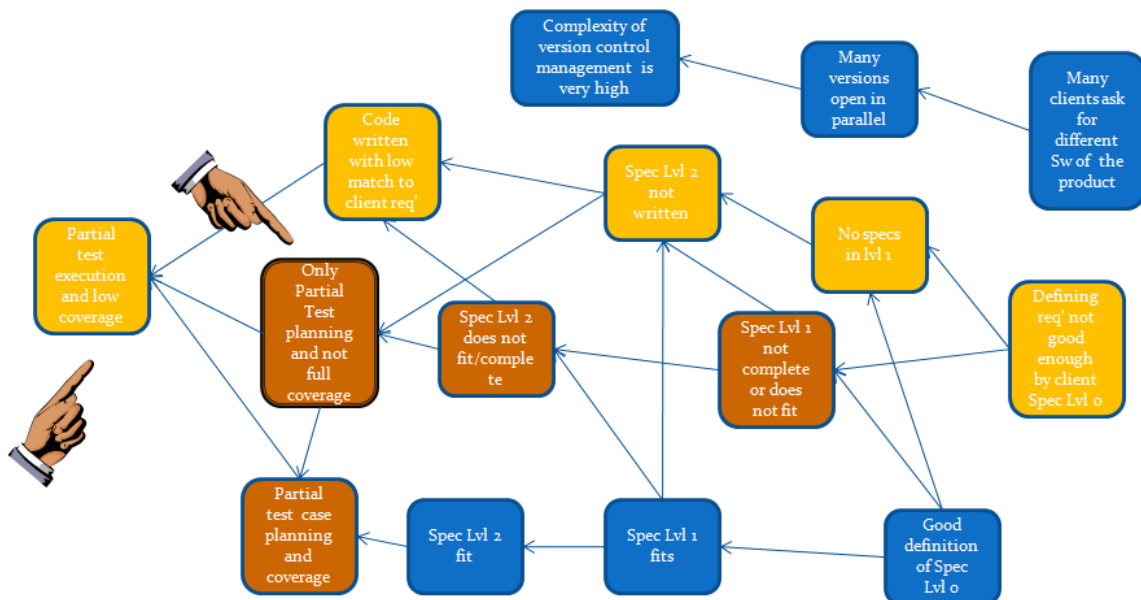 Complexity of
version control
management is
very high
Many
versions
open in
parallel
Many
clients ask
for
different
Sw of the
product
Code
written
with low
match to
client req'
Spec Lvl 2
not
written
No specs
in lvl 1
Partial
test
execution
and low
coverage
Only
Partial
Test
planning
and not
full
coverage
Spec Lvl 2
does not
fit/comple
te
Spec Lvl 1
not
complete
or does
not fit
Defining
req' not
good
enough
by client
Spec Lvl 0
Partial
test case
planning
and
coverage
Spec Lvl 2
fit
Spec Lvl 1
fits
Good
definition
of Spec
Lvl 0